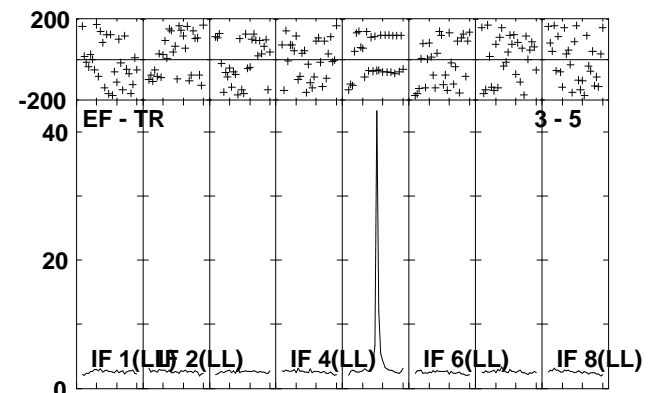 200
-200
EF - TR 3 - 5
40
20
IF 1(LL) IF 2(LL) IF 4(LL) IF 6(LL) IF 8(LL)
0